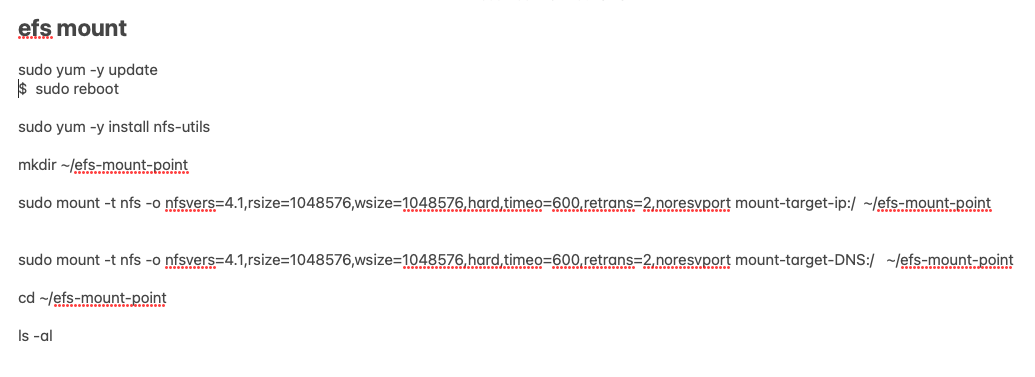 efs mount
sudo yum -y update
$  sudo reboot
sudo yum -y install nfs-utils
mkdir ~/efs-mount-point
sudo mount -t nfs -o nfsvers=4.1,rsize=1048576,wsize=1048576,hard,timeo=600,retrans=2,noresvport mount-target-ip:/  ~/efs-mount-point
sudo mount -t nfs -o nfsvers=4.1,rsize=1048576,wsize=1048576,hard,timeo=600,retrans=2,noresvport mount-target-DNS:/   ~/efs-mount-point
cd ~/efs-mount-point
ls -al